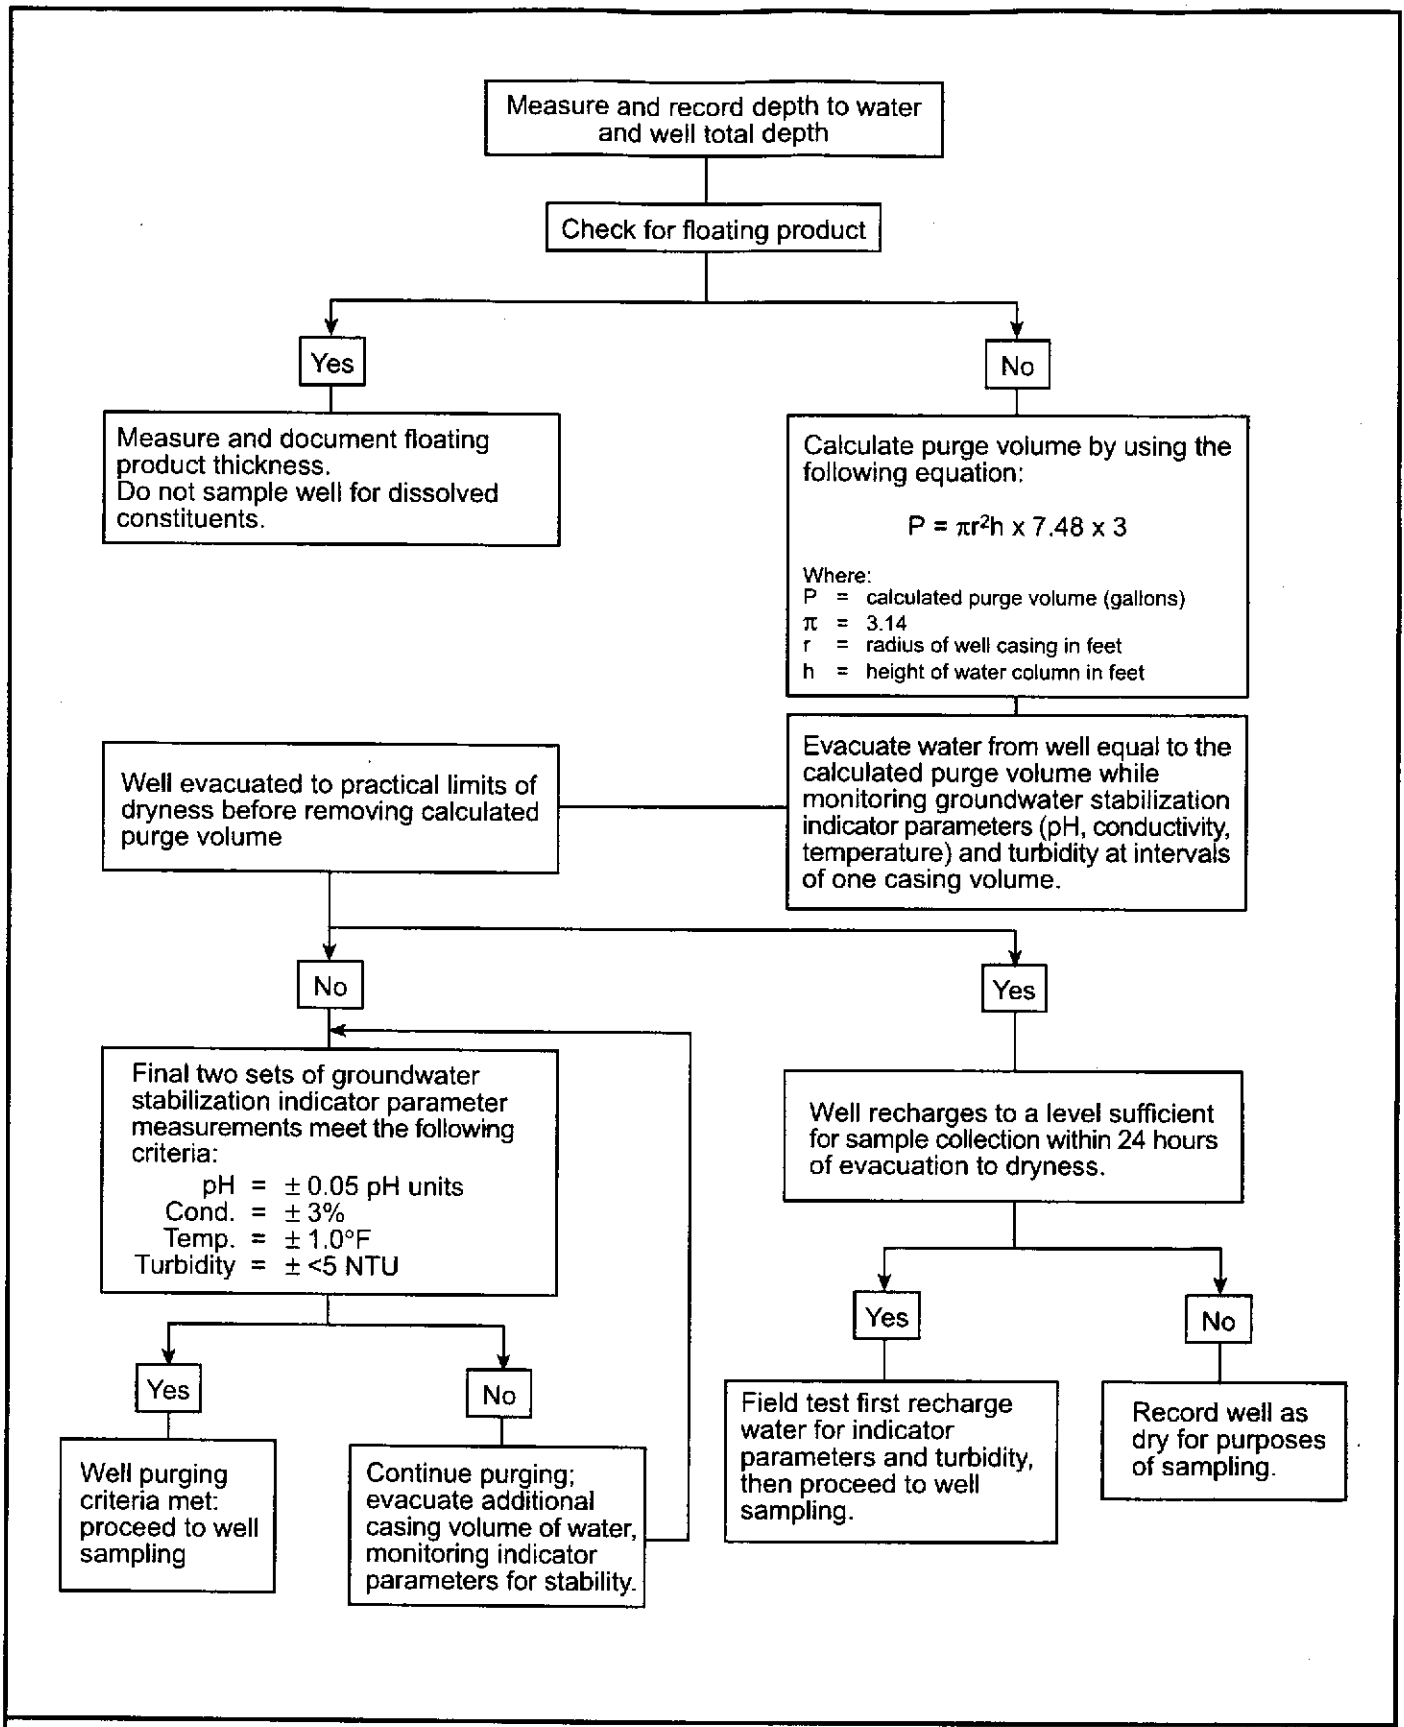 Measure and record depth to water
and well total depth
Check for floating product
Yes
No
Measure and document floating
product thickness.
Do not sample well for dissolved
constituents.
Calculate purge volume by using the
following equation:
P = πr²h x 7.48 x 3
Where:
P = calculated purge volume (gallons)
π = 3.14
r = radius of well casing in feet
h = height of water column in feet
Evacuate water from well equal to the
calculated purge volume while
monitoring groundwater stabilization
indicator parameters (pH, conductivity,
temperature) and turbidity at intervals
of one casing volume.
Well evacuated to practical limits of
dryness before removing calculated
purge volume
No
Yes
Final two sets of groundwater
stabilization indicator parameter
measurements meet the following
criteria:
pH = ± 0.05 pH units
Cond. = ± 3%
Temp. = ± 1.0°F
Turbidity = ± <5 NTU
Well recharges to a level sufficient
for sample collection within 24 hours
of evacuation to dryness.
Yes
No
Yes
No
Well purging
criteria met:
proceed to well
sampling
Continue purging;
evacuate additional
casing volume of water,
monitoring indicator
parameters for stability.
Field test first recharge
water for indicator
parameters and turbidity,
then proceed to well
sampling.
Record well as
dry for purposes
of sampling.